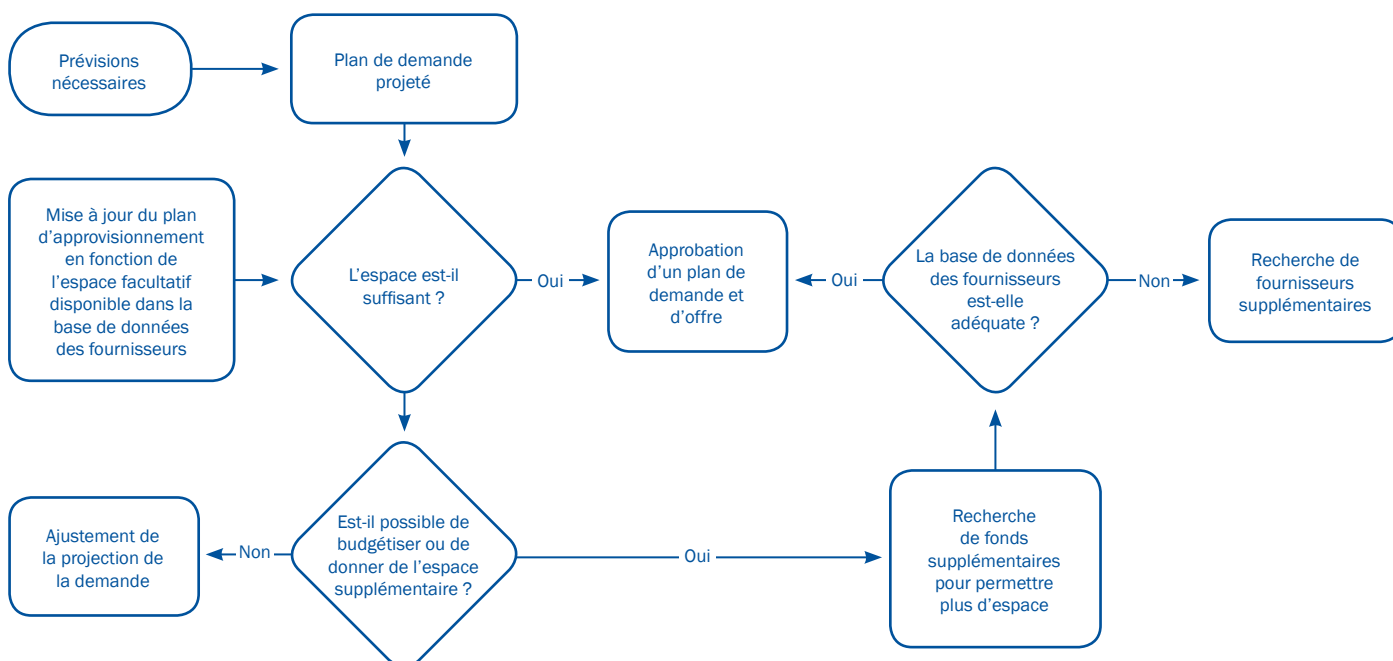 Prévisions
nécessaires
Plan de demande
projeté
Mise à jour du plan
d’approvisionnement
en fonction de
l’espace facultatif
disponible dans la
base de données
des fournisseurs
L’espace est-il
suffisant ?
Oui
Approbation
d’un plan de
demande et
d’offre
Oui
La base de données
des fournisseurs
est-elle
adéquate ?
Non
Recherche de
fournisseurs
supplémentaires
Ajustement de
la projection de
la demande
Non
Est-il possible de
budgétiser ou de
donner de l’espace
supplémentaire ?
Oui
Recherche
de fonds
supplémentaires
pour permettre
plus d’espace